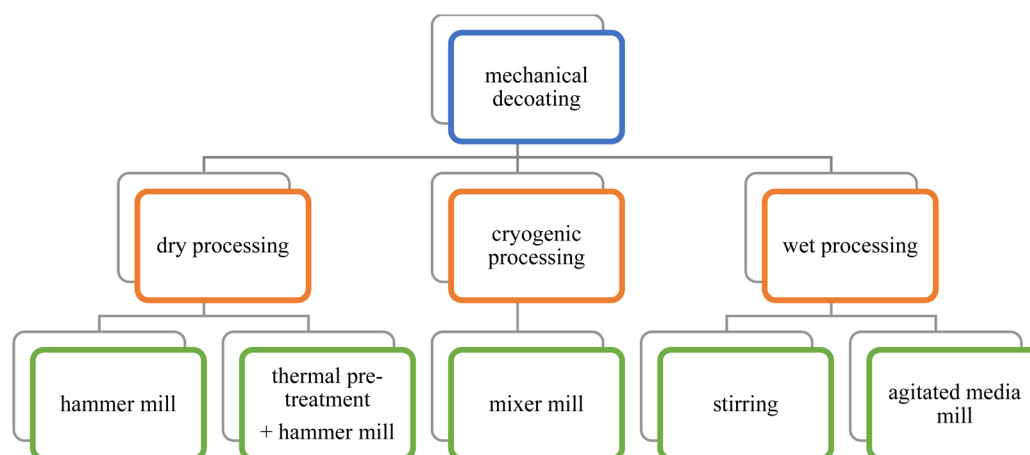 mechanical
decoating
dry processing
cryogenic
processing
wet processing
hammer mill
thermal pre-
treatment
+ hammer mill
mixer mill
stirring
agitated media
mill